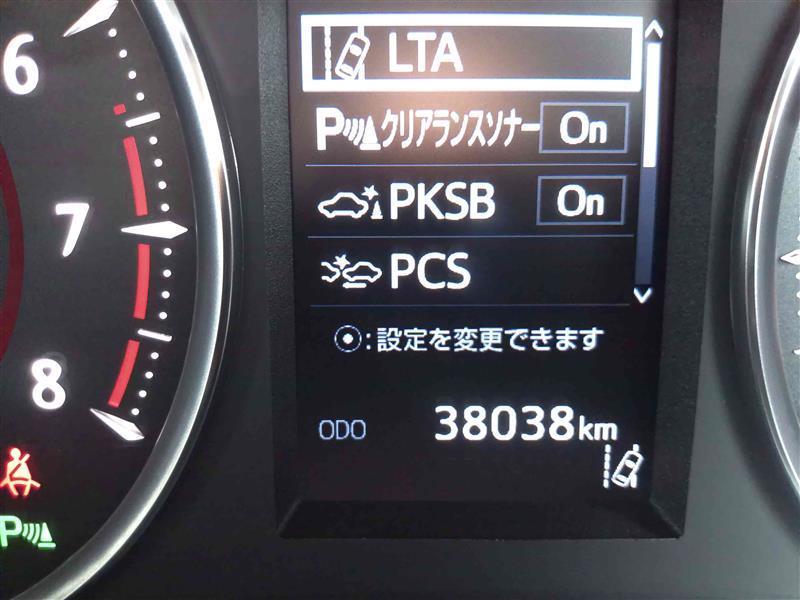 6
7
8
LTA
Pクリアランスソナー On
PKSB On
PCS
:設定を変更できます
ODO 38038km
P